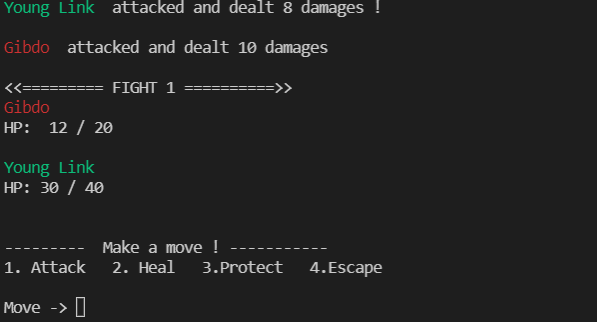 Young Link  attacked and dealt 8 damages !
Gibdo  attacked and dealt 10 damages
<<========= FIGHT 1 ==========>>
Gibdo
HP:  12 / 20
Young Link
HP: 30 / 40
---------  Make a move ! -----------
1. Attack   2. Heal   3.Protect   4.Escape
Move ->